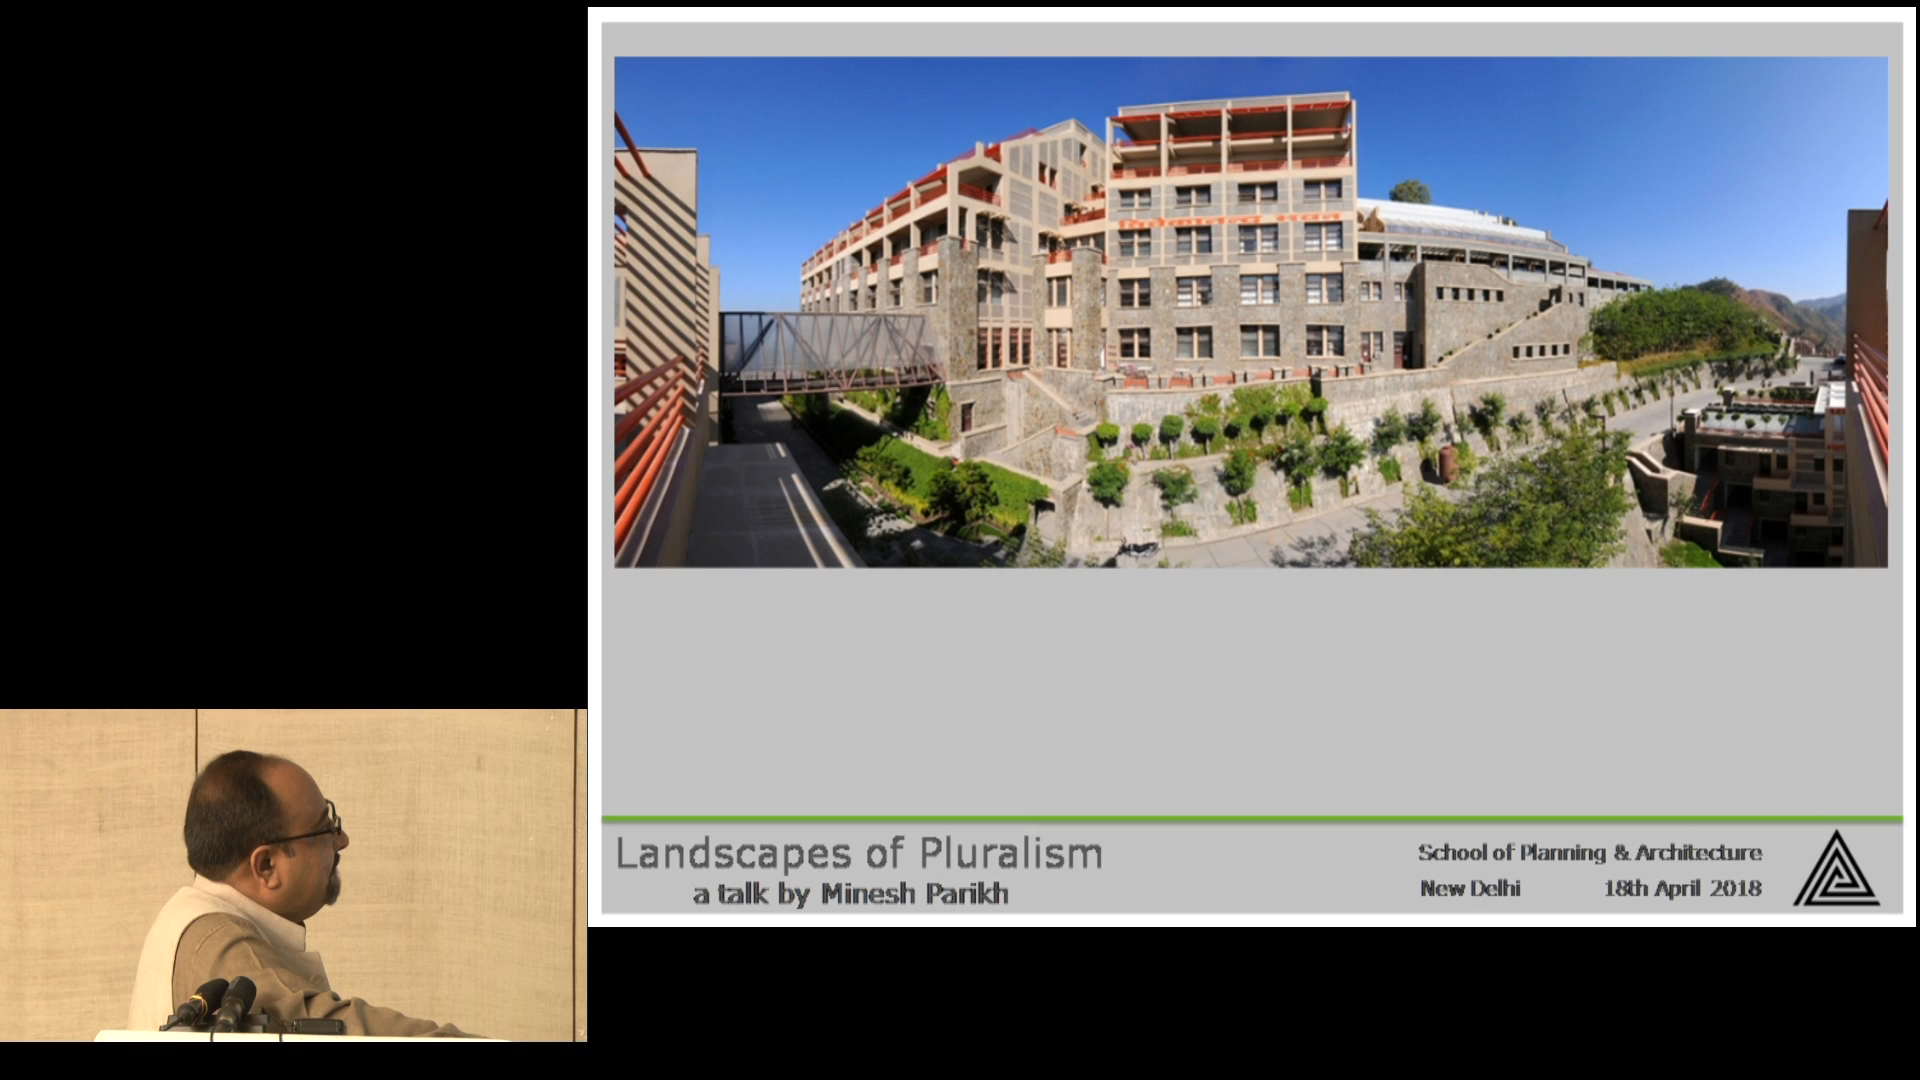 Landscapes of Pluralism
a talk by Minesh Parikh
School of Planning & Architecture
New Delhi 18th April 2018